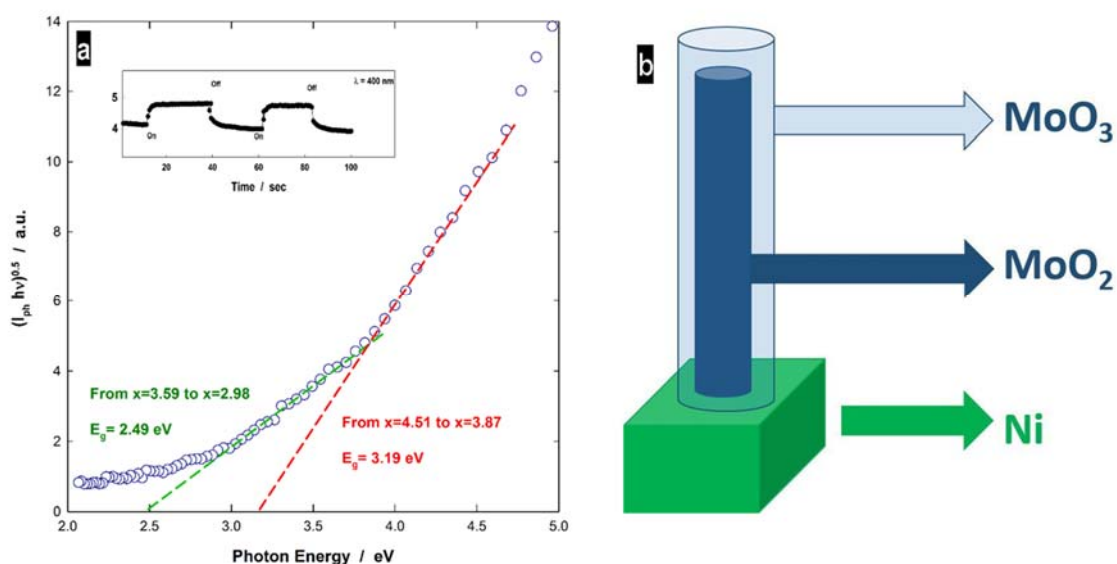 a
14
12
10
8
6
4
2
0
(I_ph hν)^0.5 / a.u.
λ = 400 nm
Off
Off
5
4
On
On
20 40 60 80 100
Time / sec
From x=3.59 to x=2.98
E_g= 2.49 eV
From x=4.51 to x=3.87
E_g= 3.19 eV
2.0 2.5 3.0 3.5 4.0 4.5 5.0
Photon Energy / eV
b
MoO₃
MoO₂
Ni